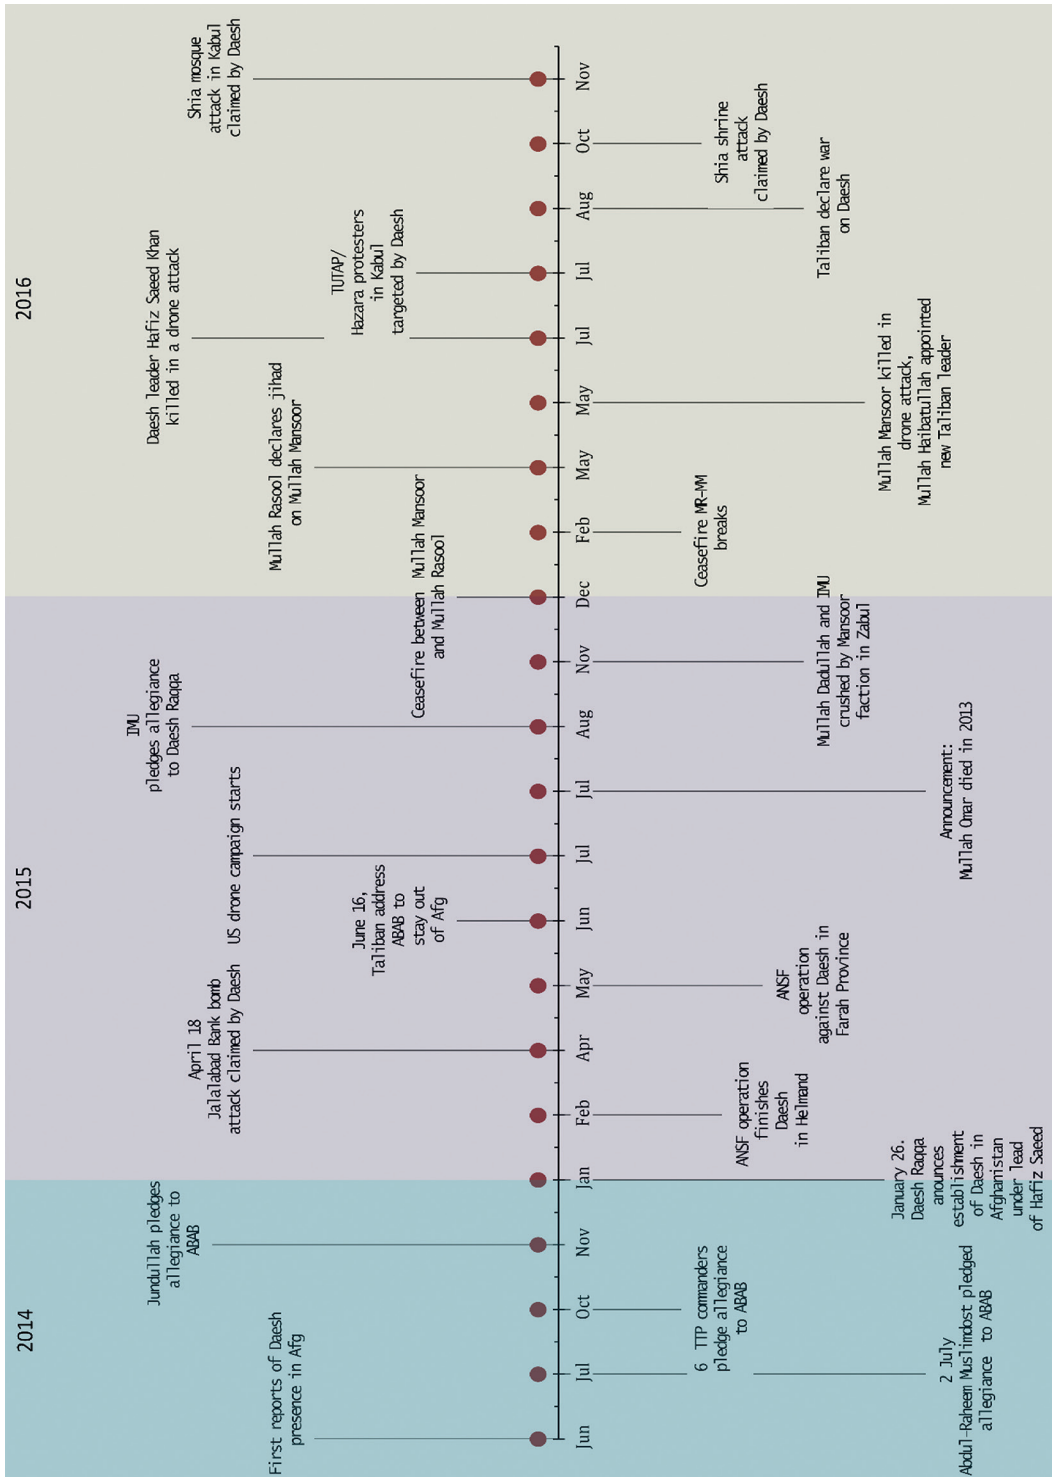 2014
2015
2016
First reports of Daesh
presence in Afg
Jundullah pledges
allegiance to
ABAB
April 18
Jalalabad Bank bomb
attack claimed by Daesh
June 16,
Taliban address
ABAB to
stay out
of Afg
US drone campaign starts
IMU
pledges allegiance
to Daesh Raqqa
Ceasefire between Mullah Mansoor
and Mullah Rasool
Mullah Rasool declares jihad
on Mullah Mansoor
Daesh leader Hafiz Saeed Khan
killed in a drone attack
TUTAP/
Hazara protesters
in Kabul
targeted by Daesh
Shia mosque
attack in Kabul
claimed by Daesh
Jun
Jul
Oct
Nov
Jan
Feb
Apr
May
Jun
Jul
Jul
Aug
Nov
Dec
Feb
May
May
Jul
Jul
Aug
Oct
Nov
2 July
Abdul-Raheem Muslimdost pledged
allegiance to ABAB
6 TTP commanders
pledge allegiance
to ABAB
January 26.
Daesh Raqqa
anounces
establishment
of Daesh in
Afghanistan
under lead
of Hafiz Saeed
ANSF operation
finishes
Daesh
in Helmand
ANSF
operation
against Daesh in
Farah Province
Announcement:
Mullah Omar died in 2013
Mullah Dadullah and IMU
crushed by Mansoor
faction in Zabul
Ceasefire MR-MM
breaks
Mullah Mansoor killed in
drone attack,
Mullah Haibatullah appointed
new Taliban leader
Taliban declare war
on Daesh
Shia shrine
attack
claimed by Daesh